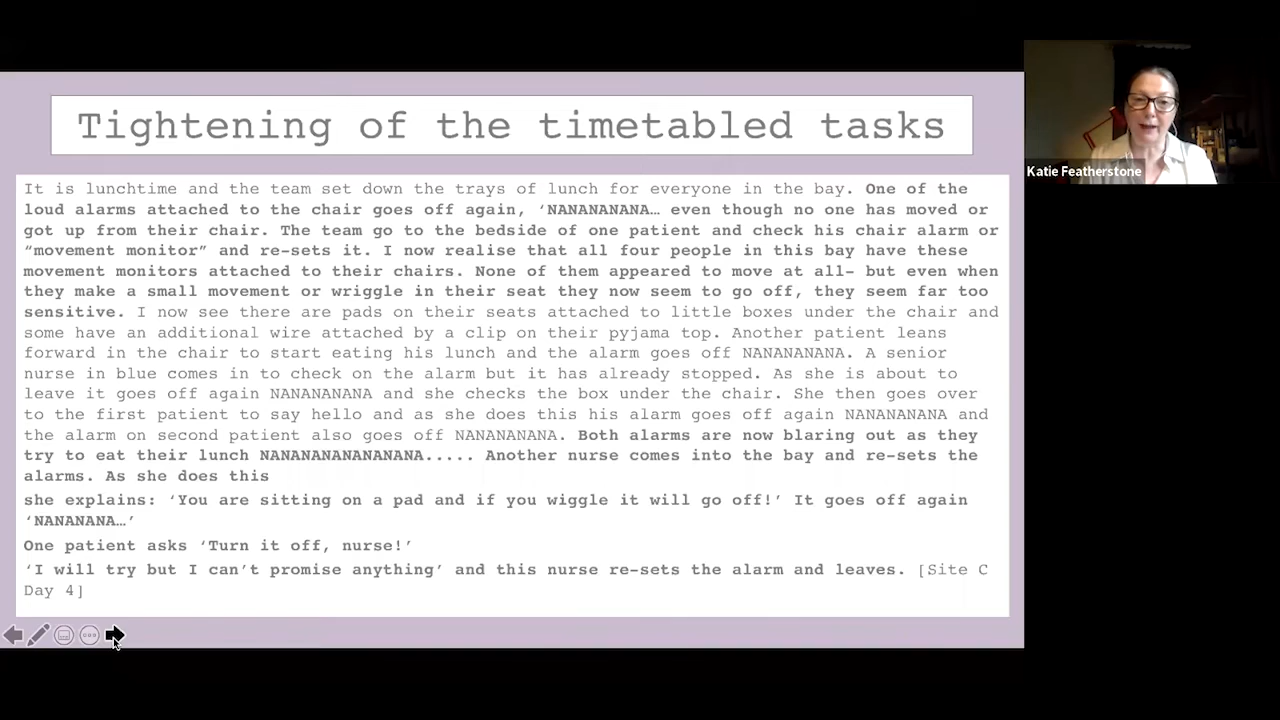 Tightening of the timetabled tasks
It is lunchtime and the team set down the trays of lunch for everyone in the bay. One of the
loud alarms attached to the chair goes off again, ‘NANANANANA… even though no one has moved or
got up from their chair. The team go to the bedside of one patient and check his chair alarm or
“movement monitor” and re-sets it. I now realise that all four people in this bay have these
movement monitors attached to their chairs. None of them appeared to move at all- but even when
they make a small movement or wriggle in their seat they now seem to go off, they seem far too
sensitive. I now see there are pads on their seats attached to little boxes under the chair and
some have an additional wire attached by a clip on their pyjama top. Another patient leans
forward in the chair to start eating his lunch and the alarm goes off NANANANANA. A senior
nurse in blue comes in to check on the alarm but it has already stopped. As she is about to
leave it goes off again NANANANANA and she checks the box under the chair. She then goes over
to the first patient to say hello and as she does this his alarm goes off again NANANANANA and
the alarm on second patient also goes off NANANANANA. Both alarms are now blaring out as they
try to eat their lunch NANANANANANANANA..... Another nurse comes into the bay and re-sets the
alarms. As she does this
she explains: ‘You are sitting on a pad and if you wiggle it will go off!’ It goes off again
‘NANANANA…’
One patient asks ‘Turn it off, nurse!’
‘I will try but I can’t promise anything’ and this nurse re-sets the alarm and leaves. [Site C
Day 4]
Katie Featherstone